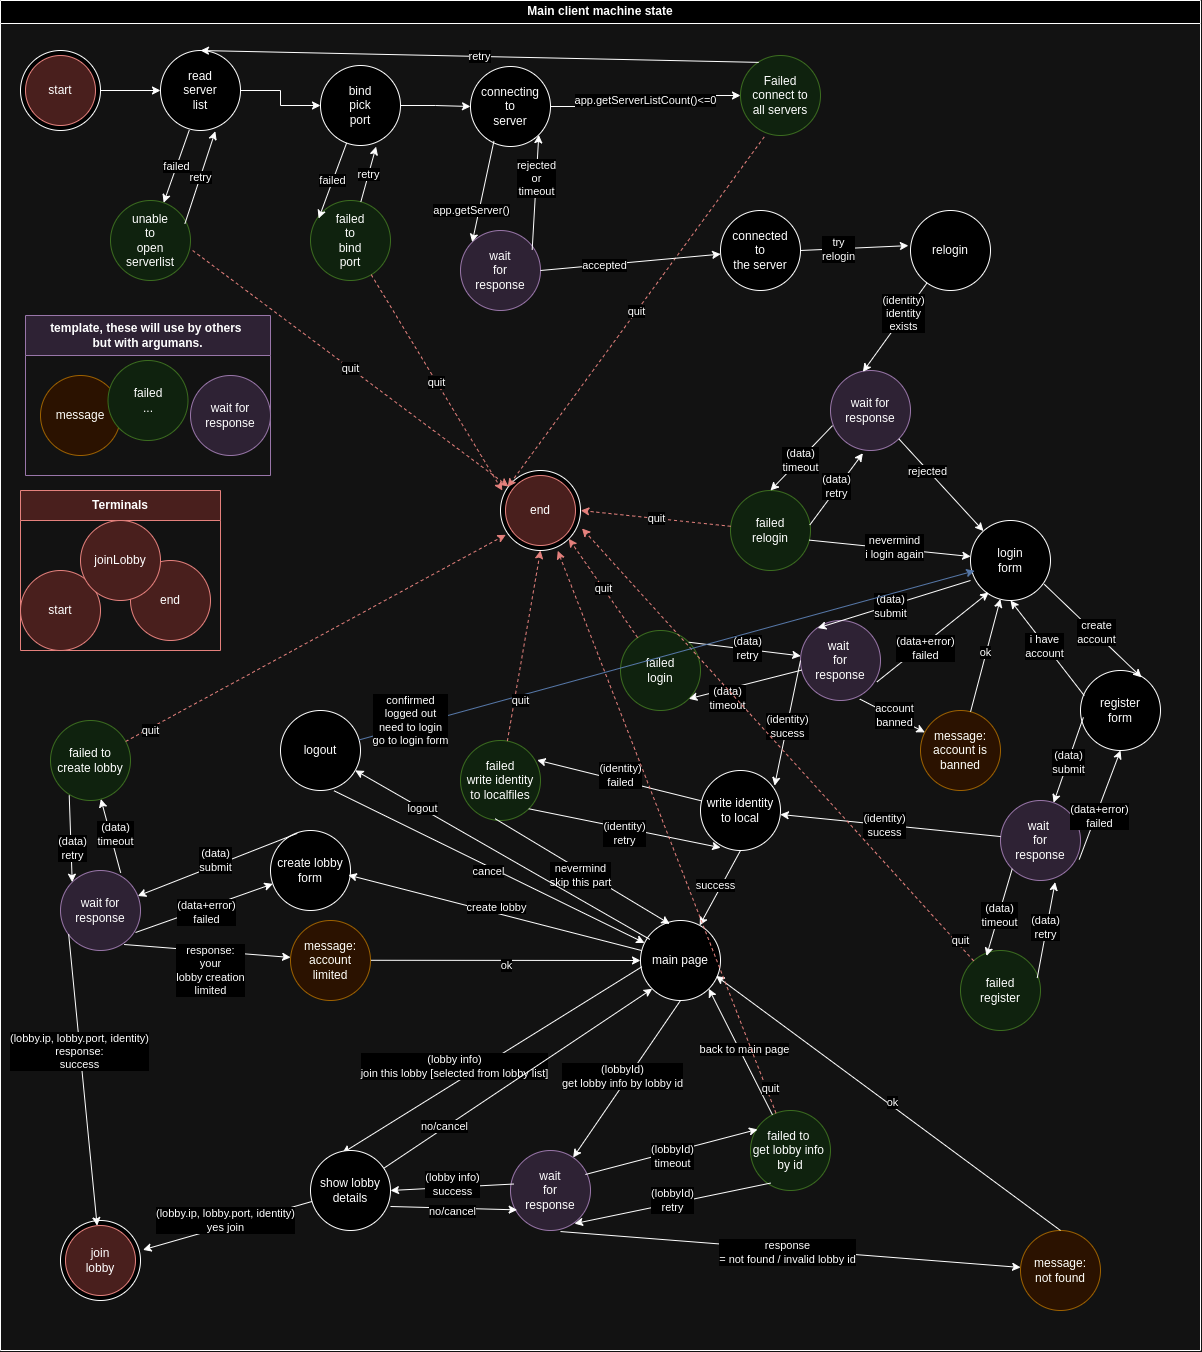 Main client machine state
start
read
server
list
bind
pick
port
connecting
to
server
app.getServerListCount()<=0
Failed
connect to
all servers
retry
failed
retry
failed
retry
rejected
or
timeout
app.getServer()
unable
to
open
serverlist
failed
to
bind
port
wait
for
response
accepted
connected
to
the server
try
relogin
relogin
quit
quit
quit
(identity)
identity
exists
template, these will use by others
but with argumans.
message
failed
...
wait for
response
wait for
response
(data)
timeout
(data)
retry
rejected
Terminals
joinLobby
start
end
end
quit
failed
relogin
nevermind
i login again
login
form
quit
(data)
submit
create
account
i have
account
ok
(data+error)
failed
failed
login
(data)
retry
(data)
timeout
wait
for
response
account
banned
message:
account is
banned
register
form
(identity)
sucess
(data)
submit
confirmed
logged out
need to login
go to login form
quit
quit
logout
failed to
create lobby
failed
write identity
to localfiles
(identity)
failed
(identity)
retry
write identity
to local
(identity)
sucess
wait
for
response
(data+error)
failed
logout
cancel
nevermind
skip this part
success
(data)
retry
(data)
timeout
(data)
submit
create lobby
form
create lobby
wait for
response
(data+error)
failed
response:
your
lobby creation
limited
message:
account
limited
ok
main page
(data)
timeout
(data)
retry
quit
failed
register
(lobby.ip, lobby.port, identity)
response:
success
(lobby info)
join this lobby [selected from lobby list]
(lobbyId)
get lobby info by lobby id
back to main page
quit
ok
no/cancel
failed to
get lobby info
by id
(lobbyId)
timeout
(lobbyId)
retry
wait
for
response
(lobby info)
success
no/cancel
show lobby
details
(lobby.ip, lobby.port, identity)
yes join
join
lobby
response
= not found / invalid lobby id
message:
not found